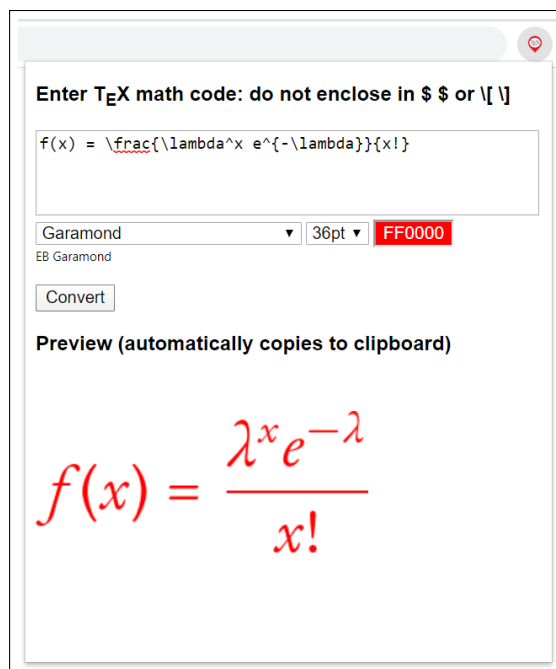 Enter TEX math code: do not enclose in $ $ or \[ \]
f(x) = \frac{\lambda^x e^{-\lambda}}{x!}
Garamond 36pt FF0000
EB Garamond
Convert
Preview (automatically copies to clipboard)
λˣe⁻λ
f(x) =
x!